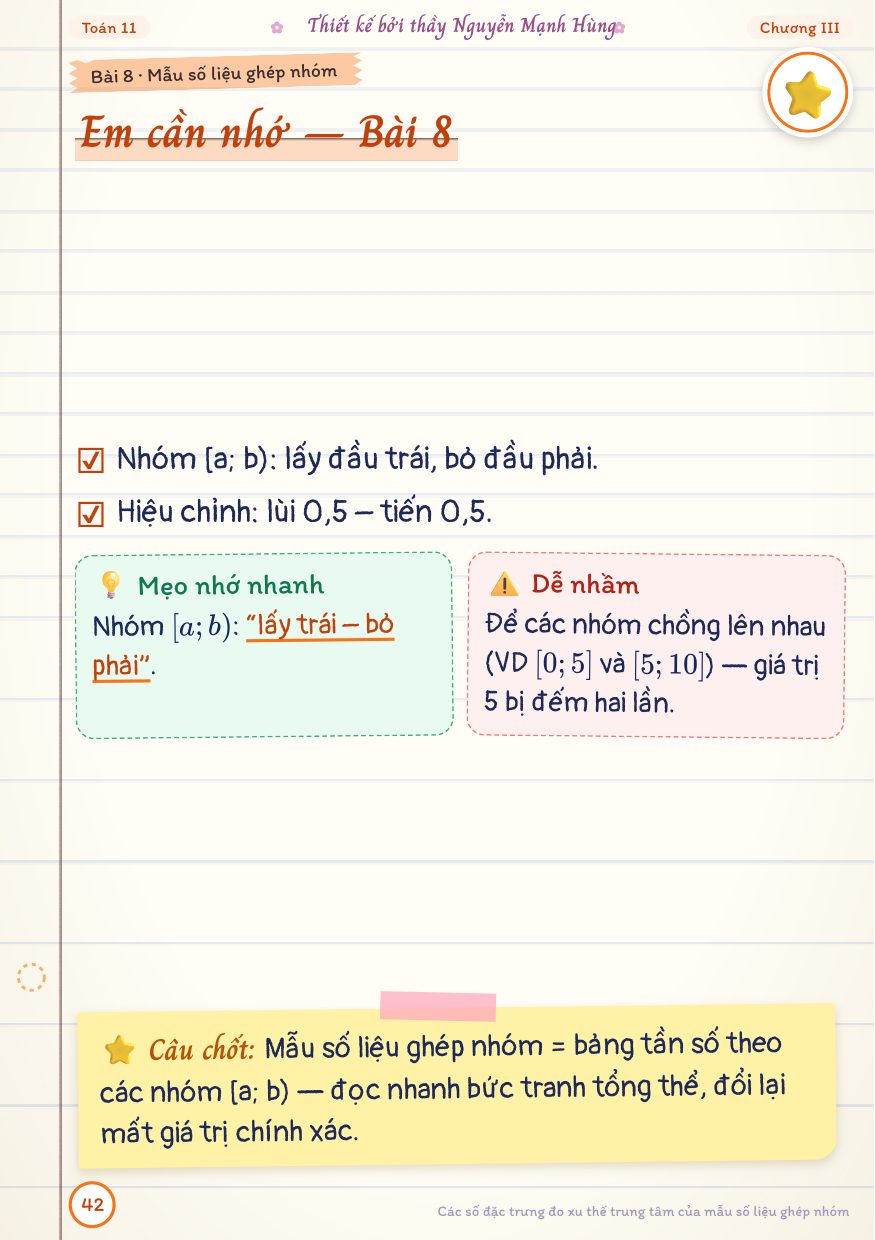 Toán 11
Thiết kế bởi thầy Nguyễn Mạnh Hùng
Chương III
Bài 8 · Mẫu số liệu ghép nhóm
Em cần nhớ — Bài 8
Nhóm [a; b): lấy đầu trái, bỏ đầu phải.
Hiệu chỉnh: lùi 0,5 – tiến 0,5.
Mẹo nhớ nhanh
Nhóm [a; b): “lấy trái – bỏ
phải”.
Dễ nhầm
Để các nhóm chồng lên nhau
(VD [0; 5] và [5; 10]) — giá trị
5 bị đếm hai lần.
Câu chốt: Mẫu số liệu ghép nhóm = bảng tần số theo
các nhóm [a; b) — đọc nhanh bức tranh tổng thể, đổi lại
mất giá trị chính xác.
42
Các số đặc trưng đo xu thế trung tâm của mẫu số liệu ghép nhóm